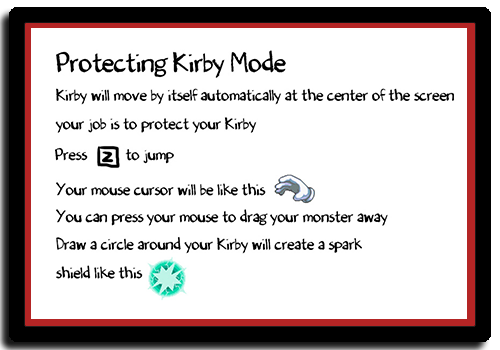 Protecting Kirby Mode
Kirby will move by itself automatically at the center of the screen
your job is to protect your Kirby
Press Z to jump
Your mouse cursor will be like this
You can press your mouse to drag your monster away
Draw a circle around your Kirby will create a spark
shield like this